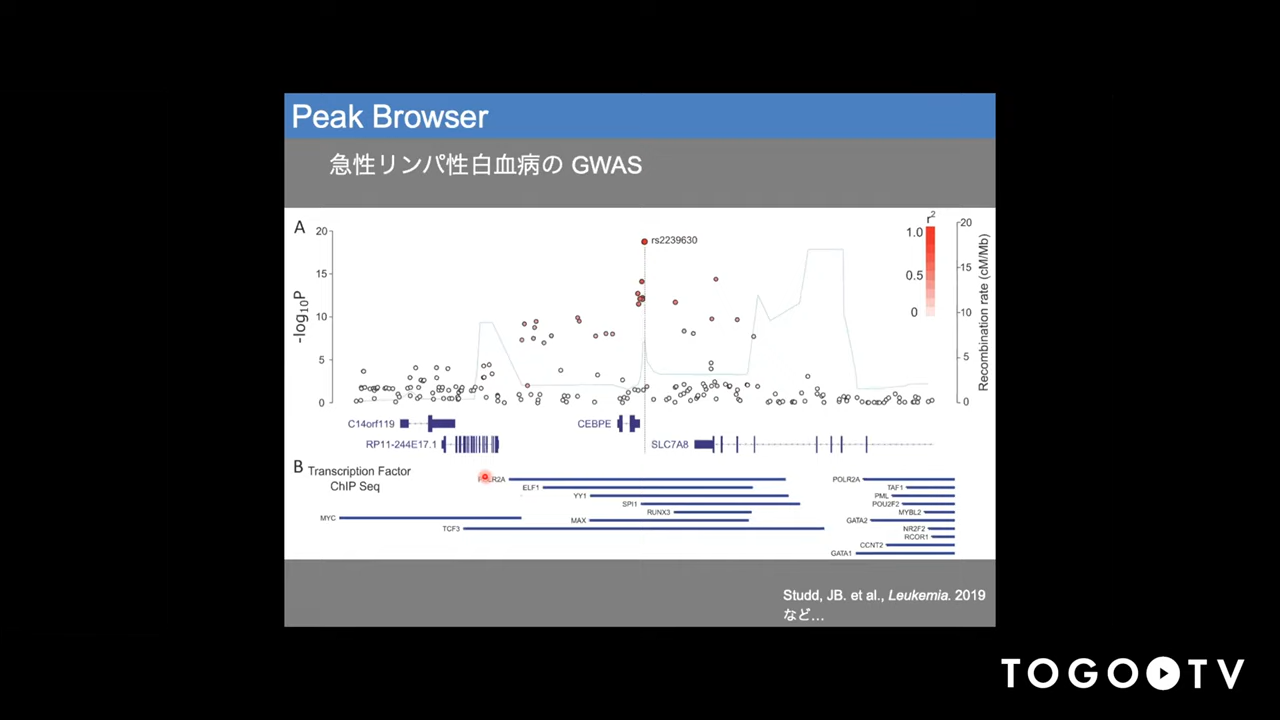 Peak Browser
急性リンパ性白血病の GWAS
A
-log10P
20
15
10
5
0
rs2239630
r2
1.0
0.5
0
20
15
10
5
0
Recombination rate (cM/Mb)
C14orf119
RP11-244E17.1
CEBPE
SLC7A8
B
Transcription Factor
ChIP Seq
POLR2A
ELF1
YY1
SPI1
RUNX3
MYC
MAX
TCF3
POLR2A
TAF1
PML
POU2F2
MYBL2
GATA2
NR2F2
RCOR1
CCNT2
GATA1
Studd, JB. et al., Leukemia. 2019
など...
TOGO TV